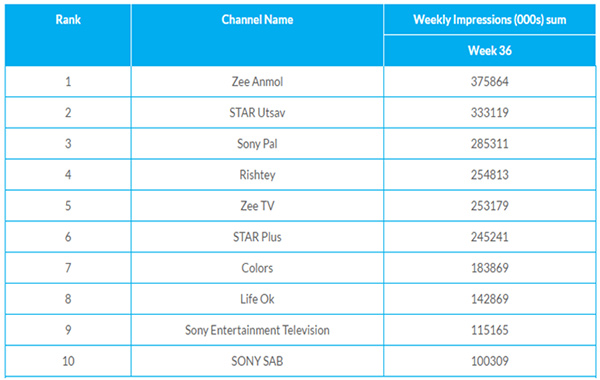 Rank Channel Name Weekly Impressions (000s) sum
Week 36
1 Zee Anmol 375864
2 STAR Utsav 333119
3 Sony Pal 285311
4 Rishtey 254813
5 Zee TV 253179
6 STAR Plus 245241
7 Colors 183869
8 Life Ok 142869
9 Sony Entertainment Television 115165
10 SONY SAB 100309